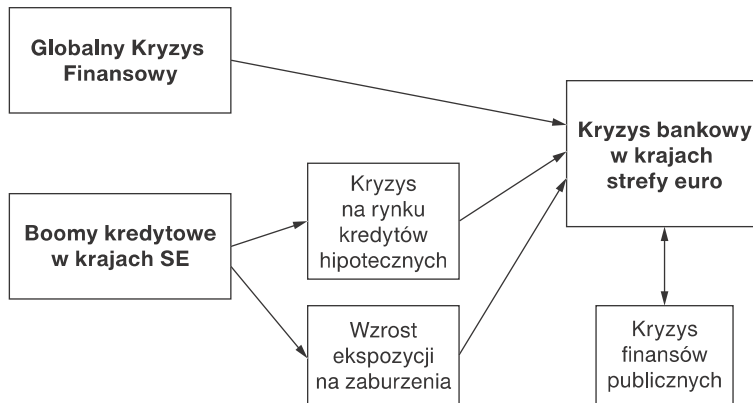 Globalny Kryzys
Finansowy
Kryzys bankowy
w krajach
strefy euro
Kryzys
na rynku
kredytów
hipotecznych
Boomy kredytowe
w krajach SE
Wzrost
ekspozycji
na zaburzenia
Kryzys
finansów
publicznych